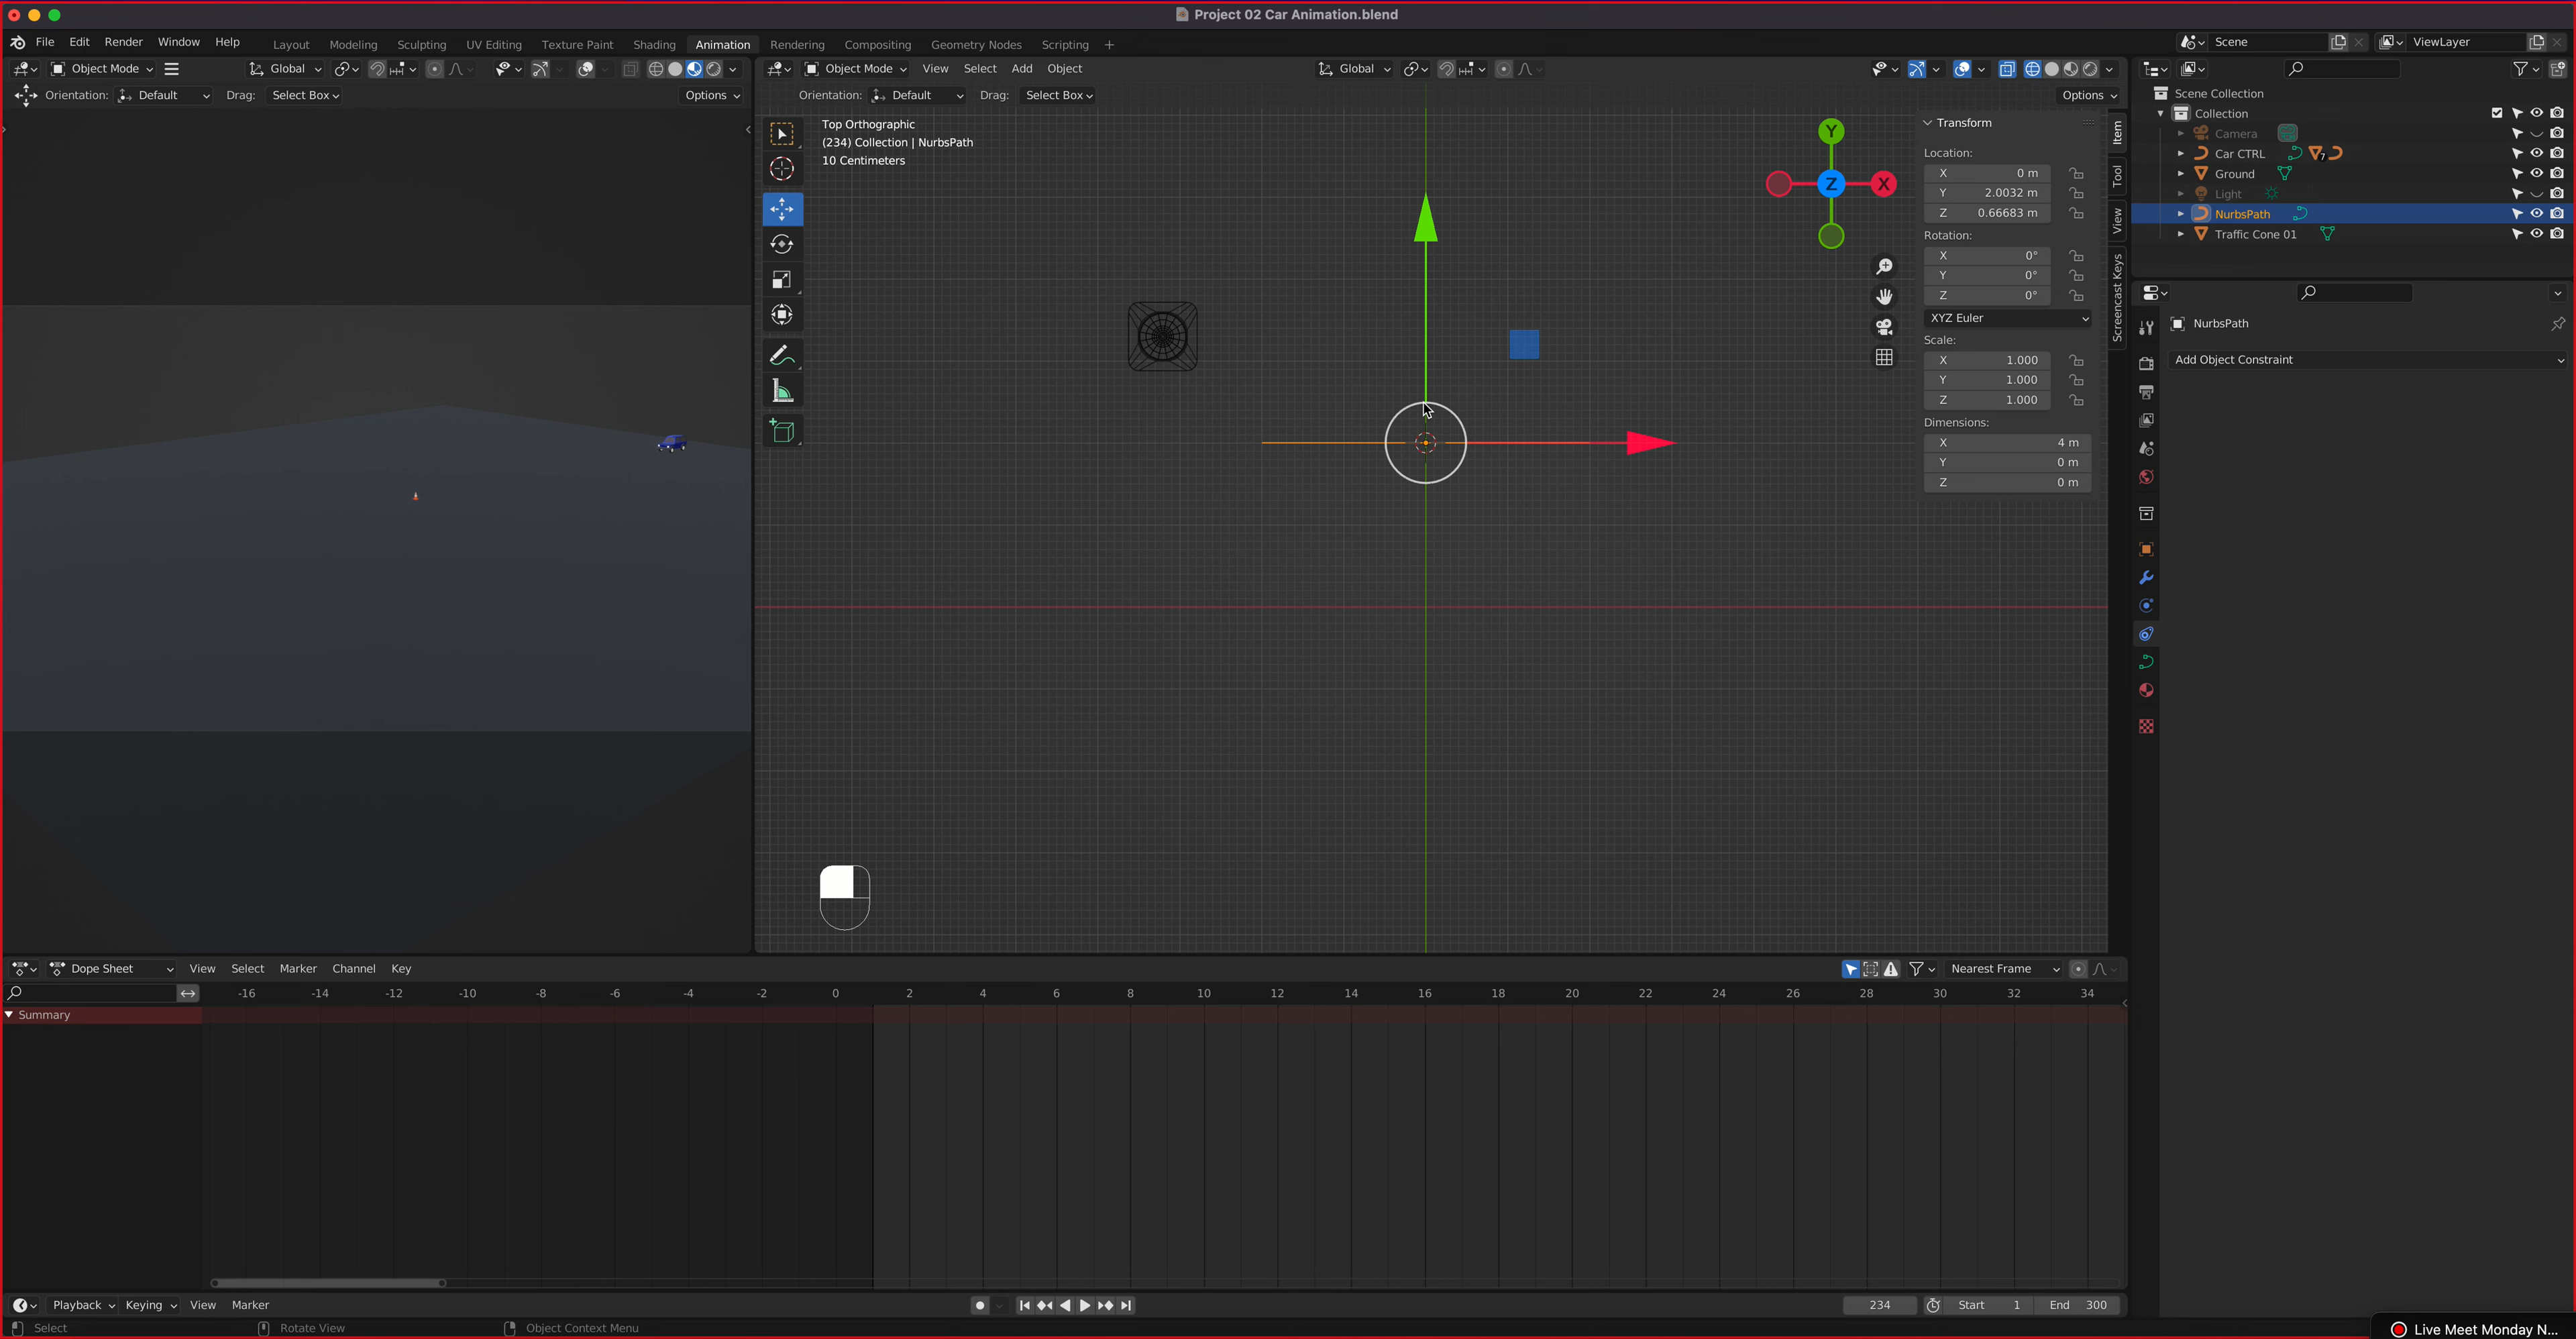 Project 02 Car Animation.blend
File Edit Render Window Help Layout Modeling Sculpting UV Editing Texture Paint Shading Animation Rendering Compositing Geometry Nodes Scripting + Scene ViewLayer
Object Mode Global Object Mode View Select Add Object Global
Orientation: Default Drag: Select Box Options Orientation: Default Drag: Select Box Options
Top Orthographic
(234) Collection | NurbsPath
10 Centimeters
Y
Z
X
Transform
Location:
X 0 m
Y 2.0032 m
Z 0.66683 m
Rotation:
X 0°
Y 0°
Z 0°
XYZ Euler
Scale:
X 1.000
Y 1.000
Z 1.000
Dimensions:
X 4 m
Y 0 m
Z 0 m
Item
Tool
View
Screencast Keys
Scene Collection
Collection
Camera
Car CTRL 7
Ground
Light
NurbsPath
Traffic Cone 01
NurbsPath
Add Object Constraint
Dope Sheet View Select Marker Channel Key Nearest Frame
-16 -14 -12 -10 -8 -6 -4 -2 0 2 4 6 8 10 12 14 16 18 20 22 24 26 28 30 32 34
Summary
Playback Keying View Marker 234 Start 1 End 300
Select Rotate View Object Context Menu
Live Meet Monday N...